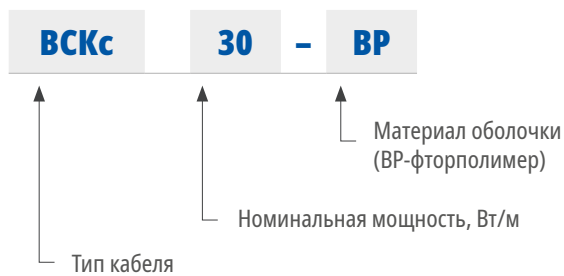 ВСКс 30 – ВР
Материал оболочки
(ВР-фторполимер)
Номинальная мощность, Вт/м
Тип кабеля